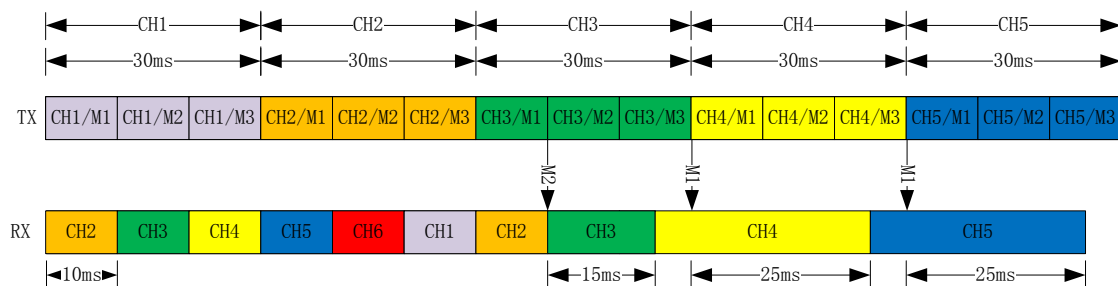 CH1 CH2 CH3 CH4 CH5
30ms 30ms 30ms 30ms 30ms
TX CH1/M1 CH1/M2 CH1/M3 CH2/M1 CH2/M2 CH2/M3 CH3/M1 CH3/M2 CH3/M3 CH4/M1 CH4/M2 CH4/M3 CH5/M1 CH5/M2 CH5/M3
M2 M1 M1
RX CH2 CH3 CH4 CH5 CH6 CH1 CH2 CH3 CH4 CH5
10ms 15ms 25ms 25ms